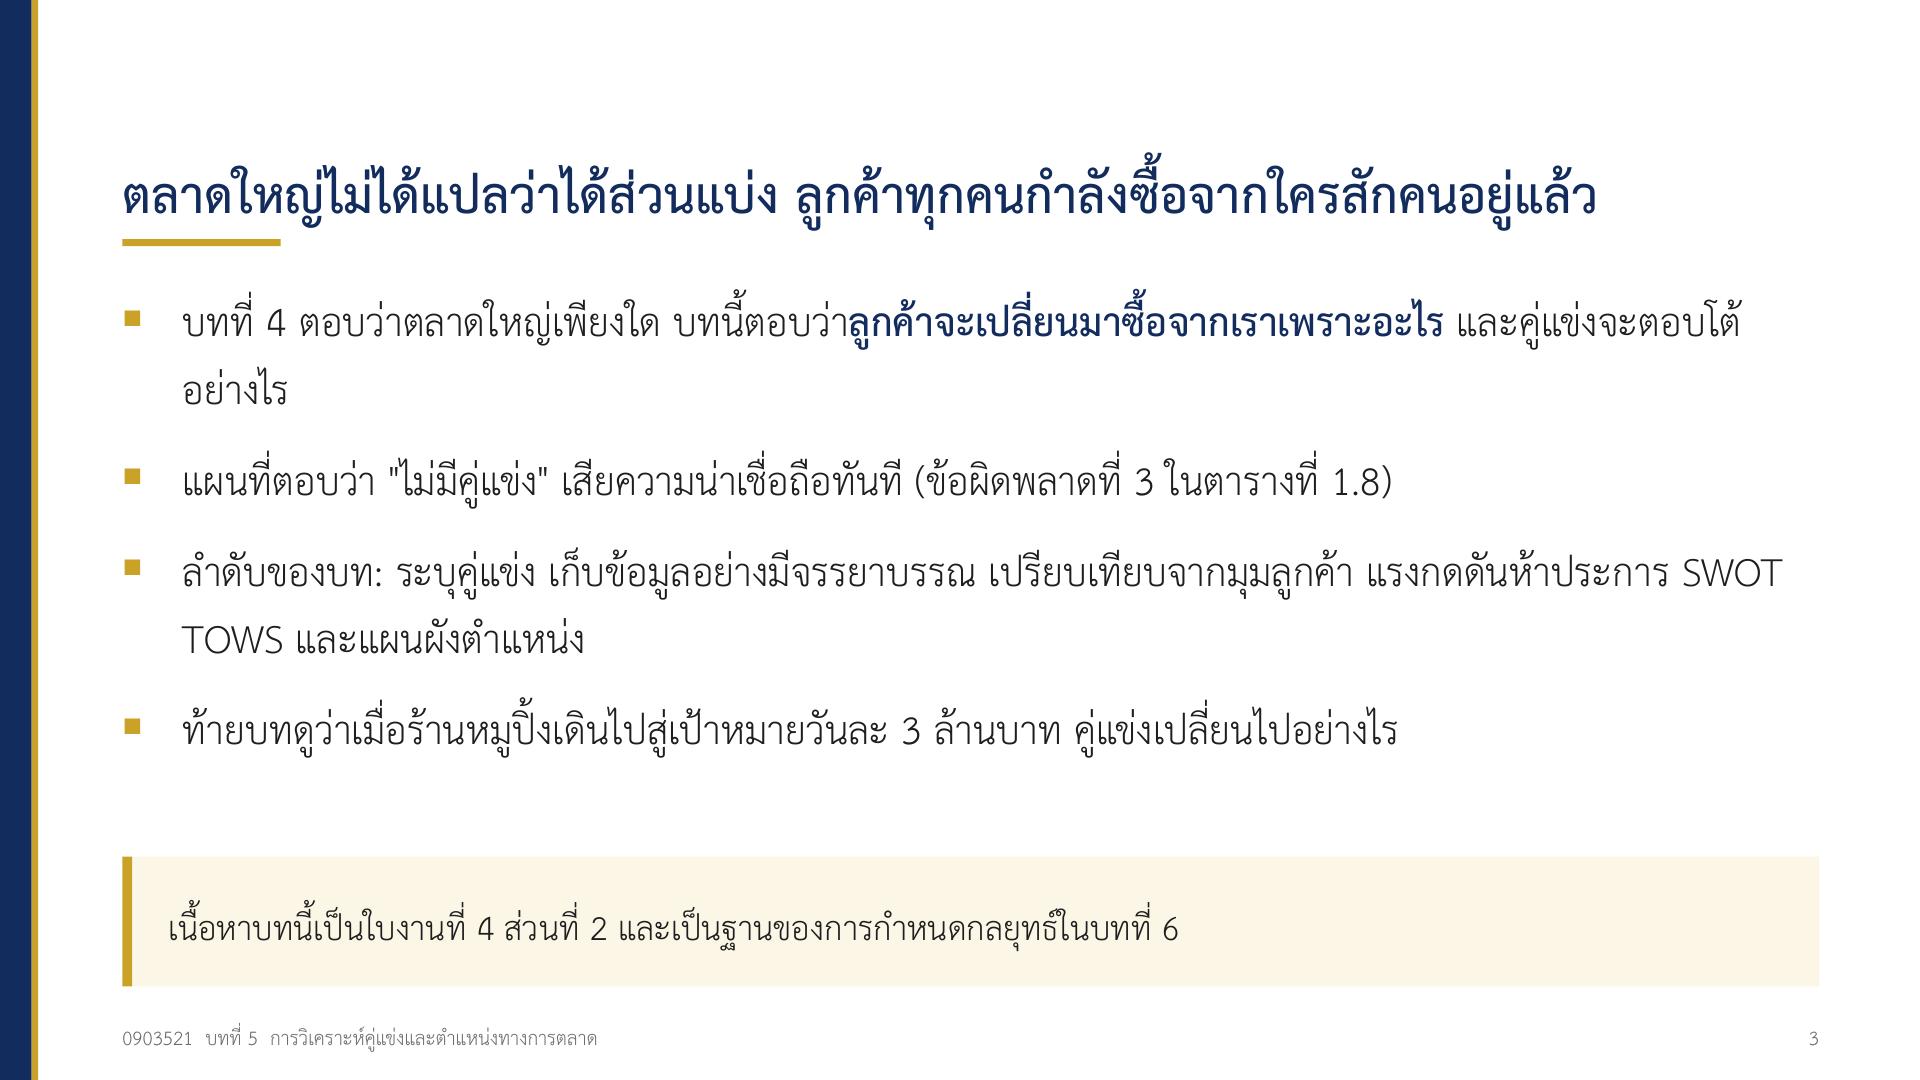 ตลาดใหญ่ไม่ได้แปลว่าได้ส่วนแบ่ง ลูกค้าทุกคนกำลังซื้อจากใครสักคนอยู่แล้ว
▪ บทที่ 4 ตอบว่าตลาดใหญ่เพียงใด บทนี้ตอบว่าลูกค้าจะเปลี่ยนมาซื้อจากเราเพราะอะไร และคู่แข่งจะตอบโต้
อย่างไร
▪ แผนที่ตอบว่า "ไม่มีคู่แข่ง" เสียความน่าเชื่อถือทันที (ข้อผิดพลาดที่ 3 ในตารางที่ 1.8)
▪ ลำดับของบท: ระบุคู่แข่ง เก็บข้อมูลอย่างมีจรรยาบรรณ เปรียบเทียบจากมุมลูกค้า แรงกดดันห้าประการ SWOT
TOWS และแผนผังตำแหน่ง
▪ ท้ายบทดูว่าเมื่อร้านหมูปิ้งเดินไปสู่เป้าหมายวันละ 3 ล้านบาท คู่แข่งเปลี่ยนไปอย่างไร
เนื้อหาบทนี้เป็นใบงานที่ 4 ส่วนที่ 2 และเป็นฐานของการกำหนดกลยุทธ์ในบทที่ 6
0903521 บทที่ 5 การวิเคราะห์คู่แข่งและตำแหน่งทางการตลาด
3